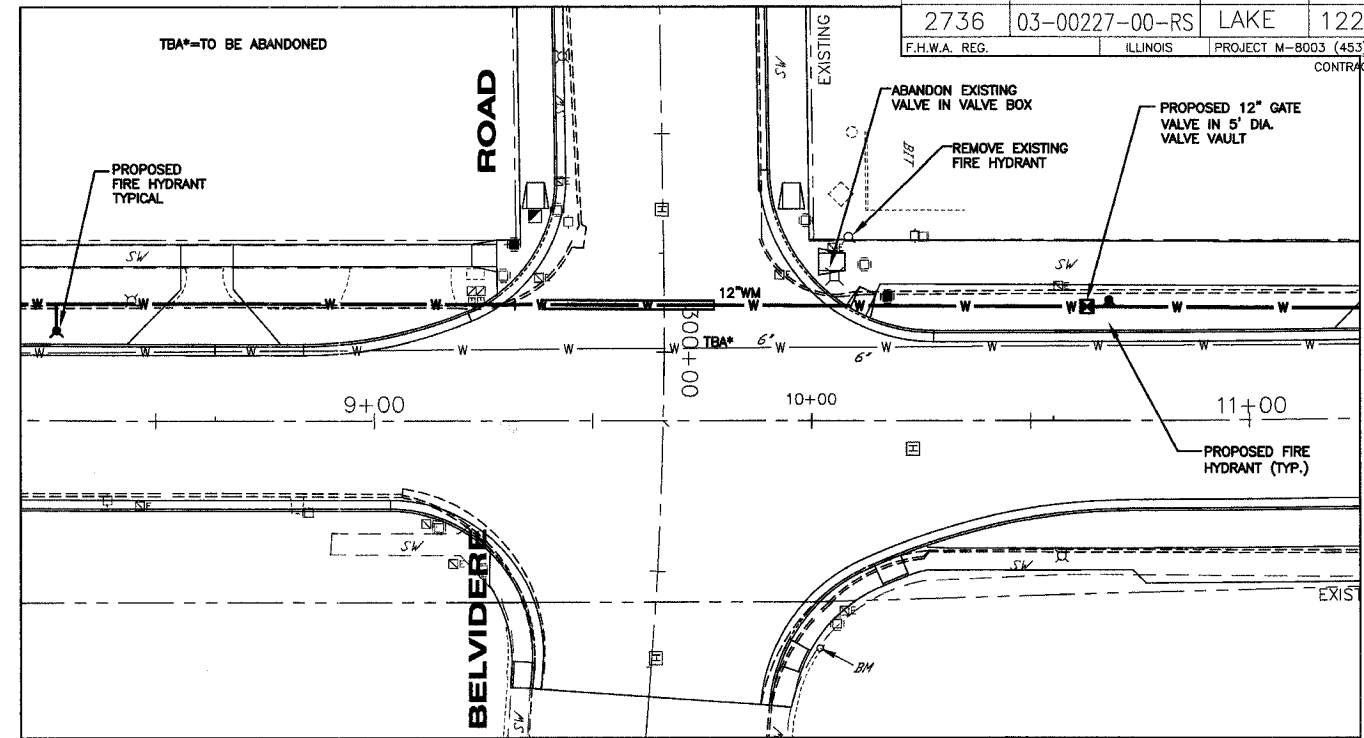 2736 03-00227-00-RS LAKE 122
F.H.W.A. REG. ILLINOIS PROJECT M-8003 (453)
CONTRA
TBA*=TO BE ABANDONED
EXISTING
SW
SW
ABANDON EXISTING
VALVE IN VALVE BOX
PROPOSED 12" GATE
VALVE IN 5' DIA.
VALVE VAULT
ROAD
BIT
REMOVE EXISTING
FIRE HYDRANT
PROPOSED
FIRE HYDRANT
TYPICAL
H
SW
E
E
E
E
SW
E
E E
W W W W W W 12"WM W W W W W W
300+00
W W W W W W W TBA* 6" W 6" W W W W W
9+00 10+00 11+00
H
PROPOSED FIRE
HYDRANT (TYP.)
E
SW
E
SW
EXIST
E
BELVIDERE
H
BM
SW